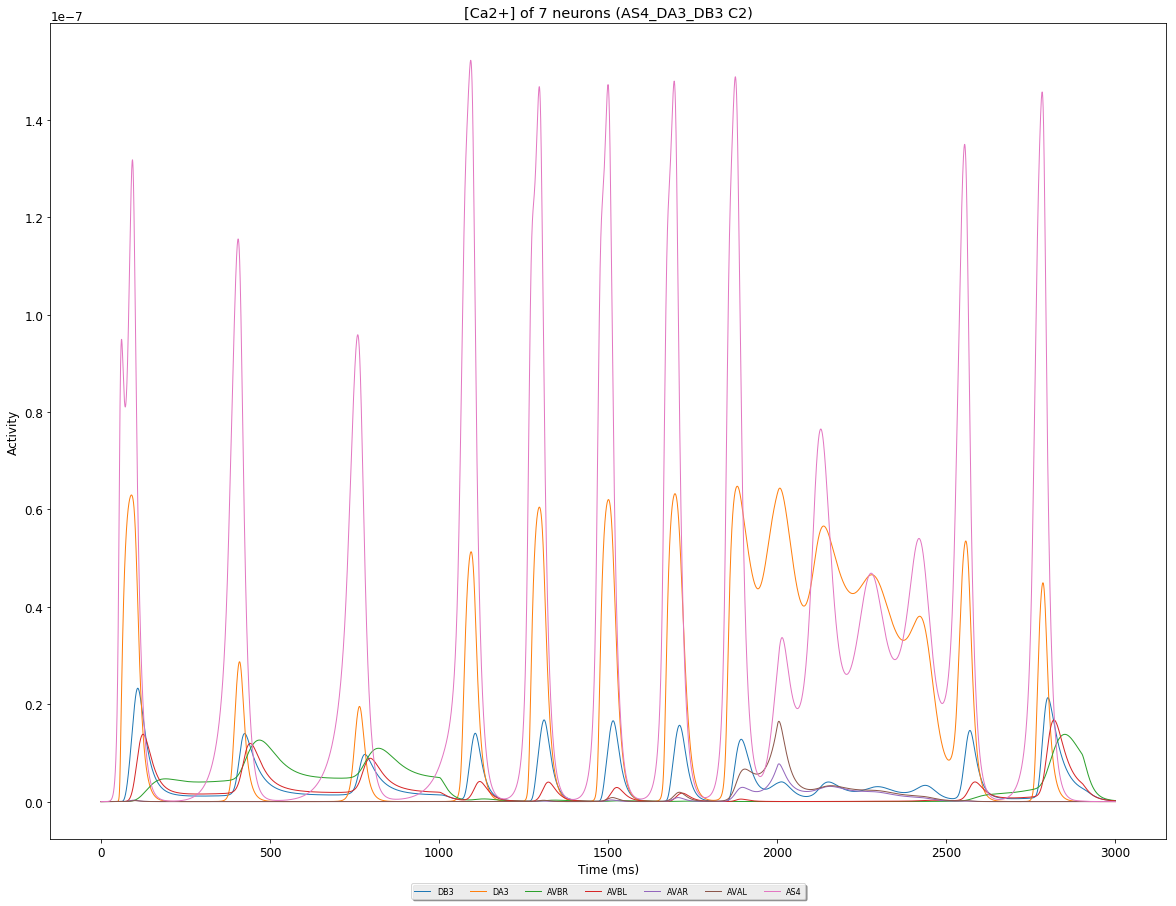 [Ca2+] of 7 neurons (AS4_DA3_DB3 C2)
1e−7
1.4
1.2
1.0
0.8
0.6
0.4
0.2
0.0
Activity
0 500 1000 1500 2000 2500 3000
Time (ms)
DB3 DA3 AVBR AVBL AVAR AVAL AS4